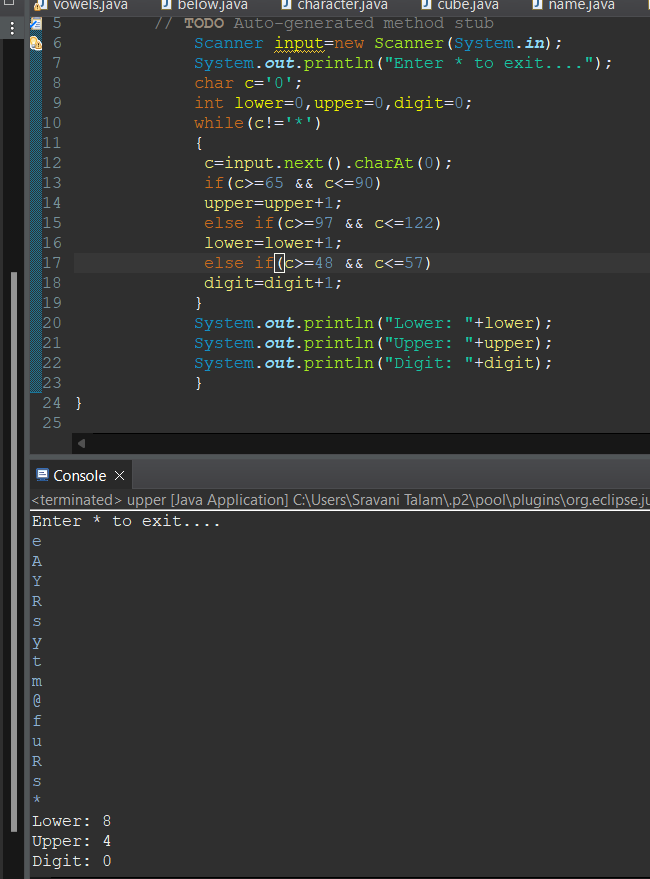 vowels.java below.java character.java cube.java name.java
5 // TODO Auto-generated method stub
6 Scanner input=new Scanner(System.in);
7 System.out.println("Enter * to exit....");
8 char c='0';
9 int lower=0,upper=0,digit=0;
10 while(c!='*')
11 {
12 c=input.next().charAt(0);
13 if(c>=65 && c<=90)
14 upper=upper+1;
15 else if(c>=97 && c<=122)
16 lower=lower+1;
17 else if(c>=48 && c<=57)
18 digit=digit+1;
19 }
20 System.out.println("Lower: "+lower);
21 System.out.println("Upper: "+upper);
22 System.out.println("Digit: "+digit);
23 }
24 }
25
Console
<terminated> upper [Java Application] C:\Users\Sravani Talam\.p2\pool\plugins\org.eclipse.ju
Enter * to exit....
e
A
Y
R
s
y
t
m
@
f
u
R
s
*
Lower: 8
Upper: 4
Digit: 0